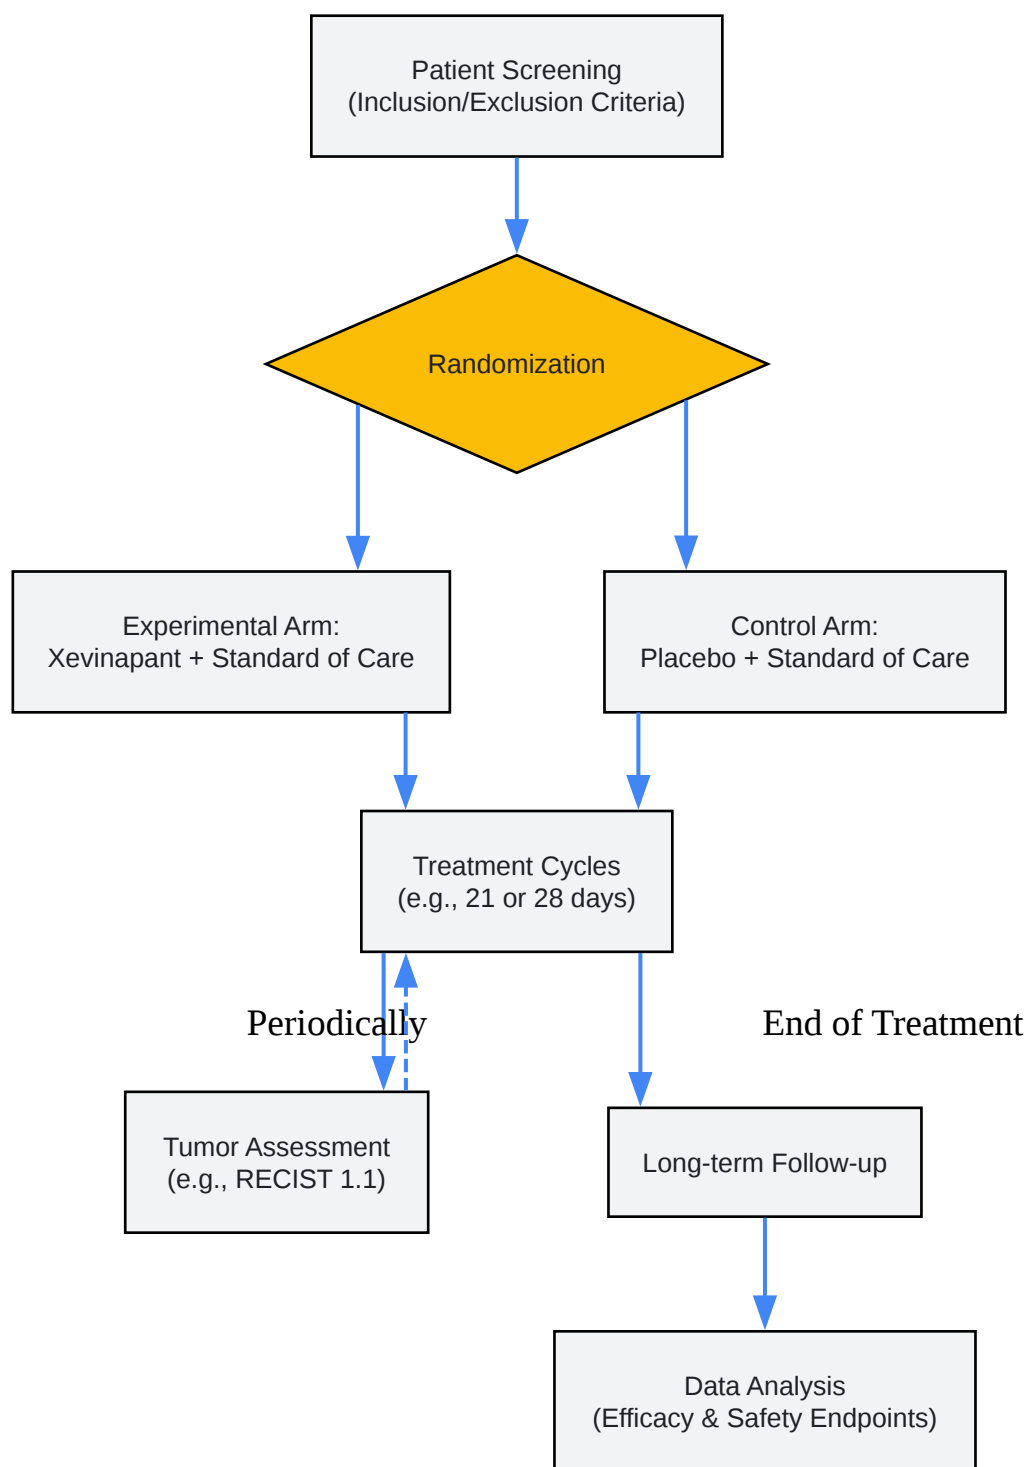 Patient Screening
(Inclusion/Exclusion Criteria)
Randomization
Experimental Arm:
Xevinapant + Standard of Care
Control Arm:
Placebo + Standard of Care
Treatment Cycles
(e.g., 21 or 28 days)
Periodically
End of Treatment
Tumor Assessment
(e.g., RECIST 1.1)
Long-term Follow-up
Data Analysis
(Efficacy & Safety Endpoints)